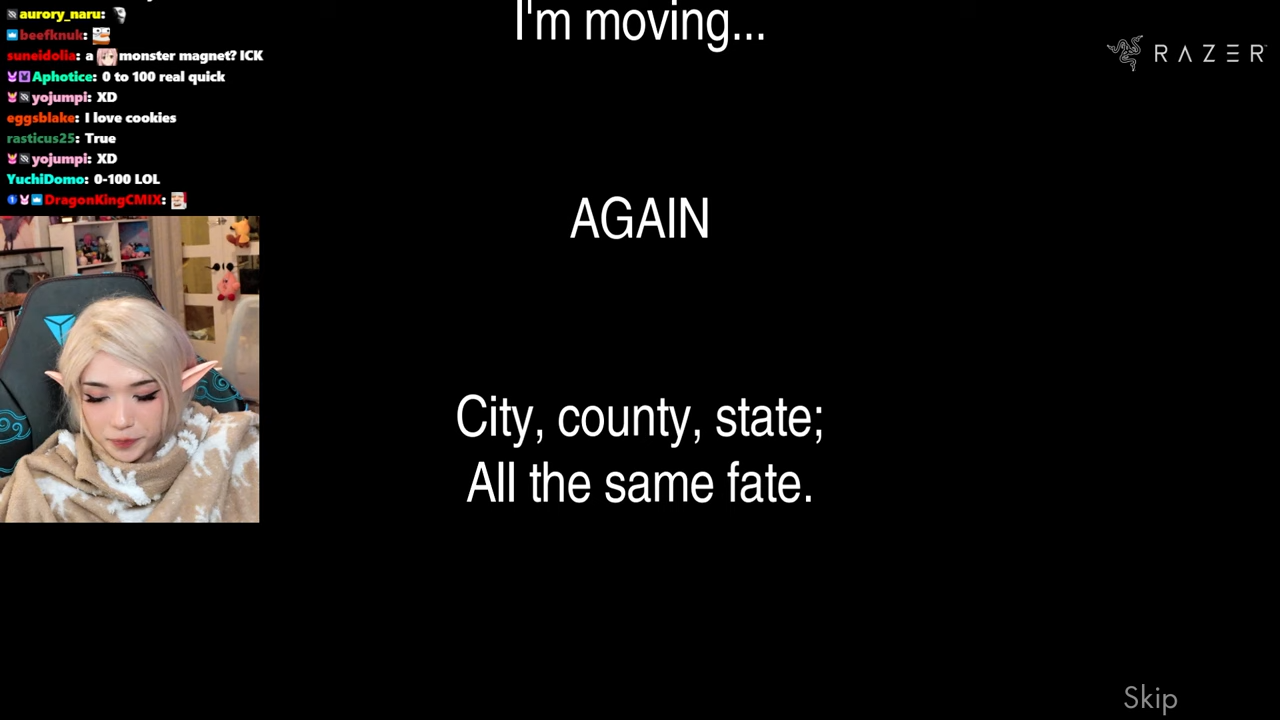 aurory_naru:
beefknuk:
suneidolia: a monster magnet? ICK
Aphotice: 0 to 100 real quick
yojumpi: XD
eggsblake: I love cookies
rasticus25: True
yojumpi: XD
YuchiDomo: 0-100 LOL
DragonKingCMIX:
I'm moving...
RAZER
AGAIN
City, county, state;
All the same fate.
Skip